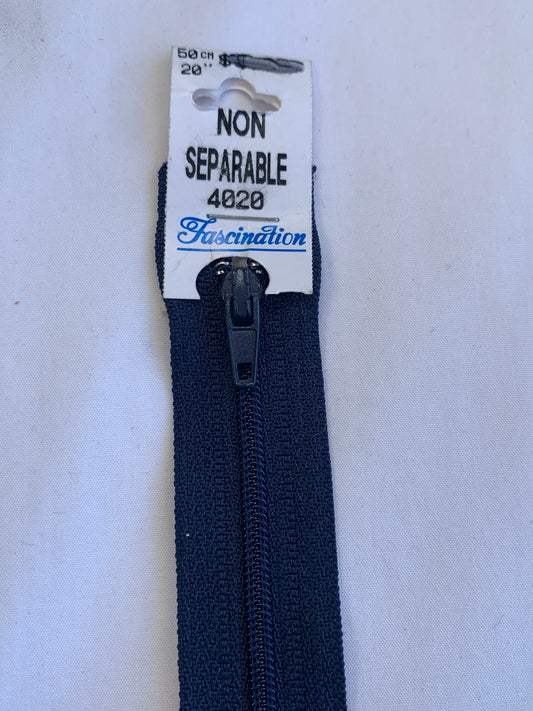 50 CM $
20"
NON
SEPARABLE
4020
Fascination